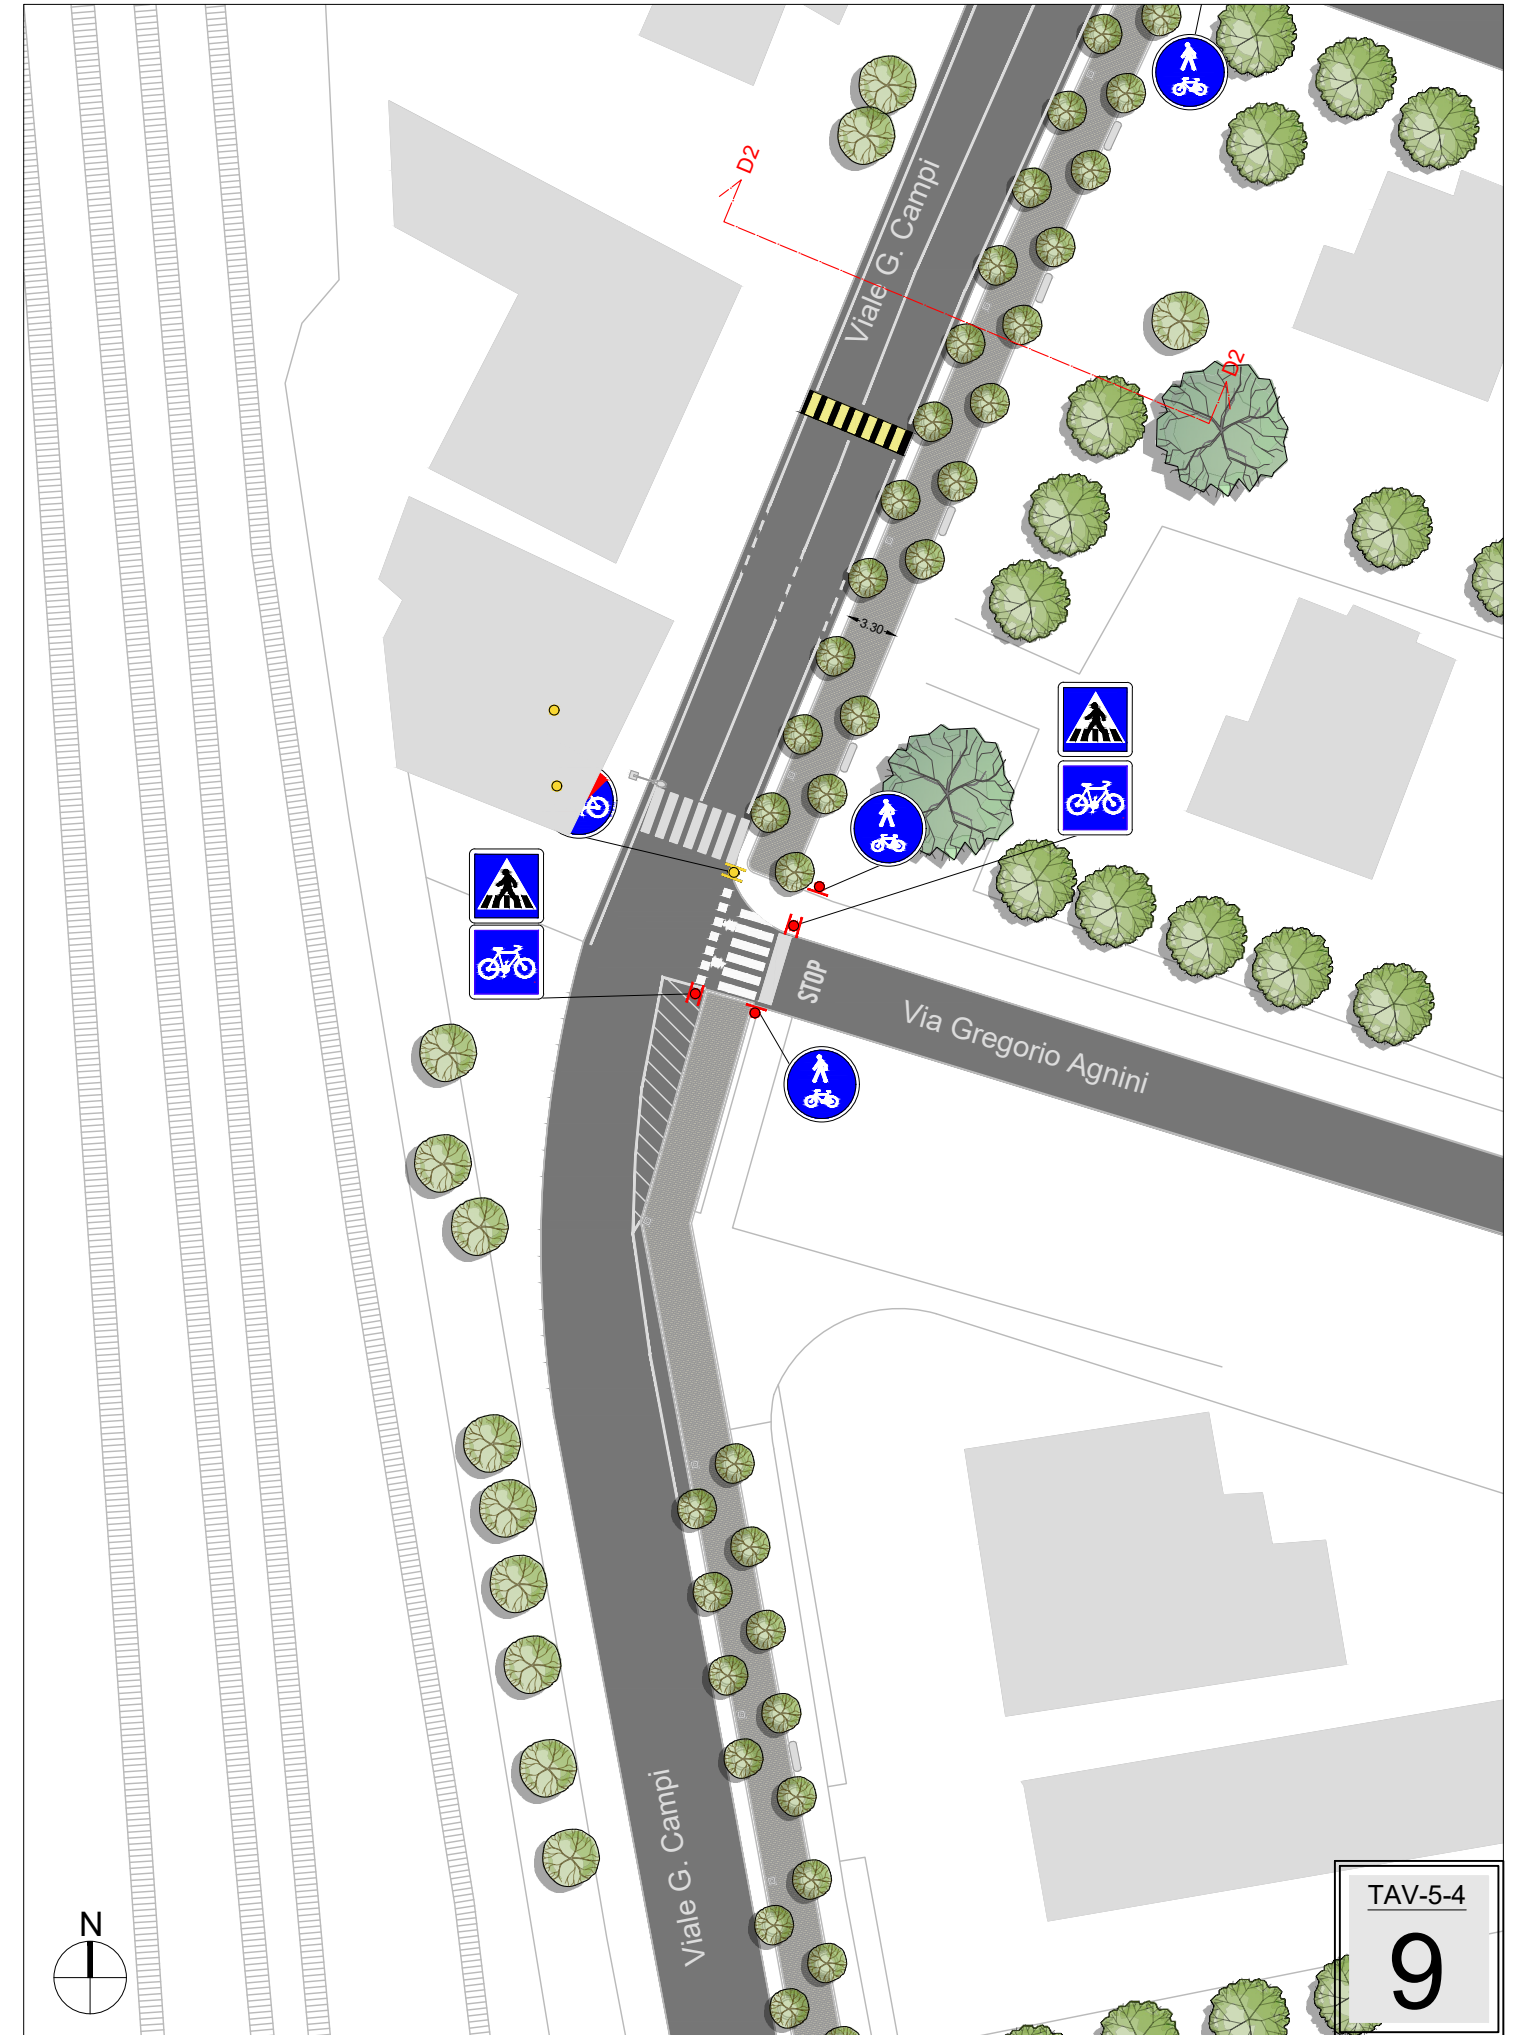 D2
Viale G. Campi
D2
3.30
STOP
Via Gregorio Agnini
Viale G. Campi
N
TAV-5-4
9